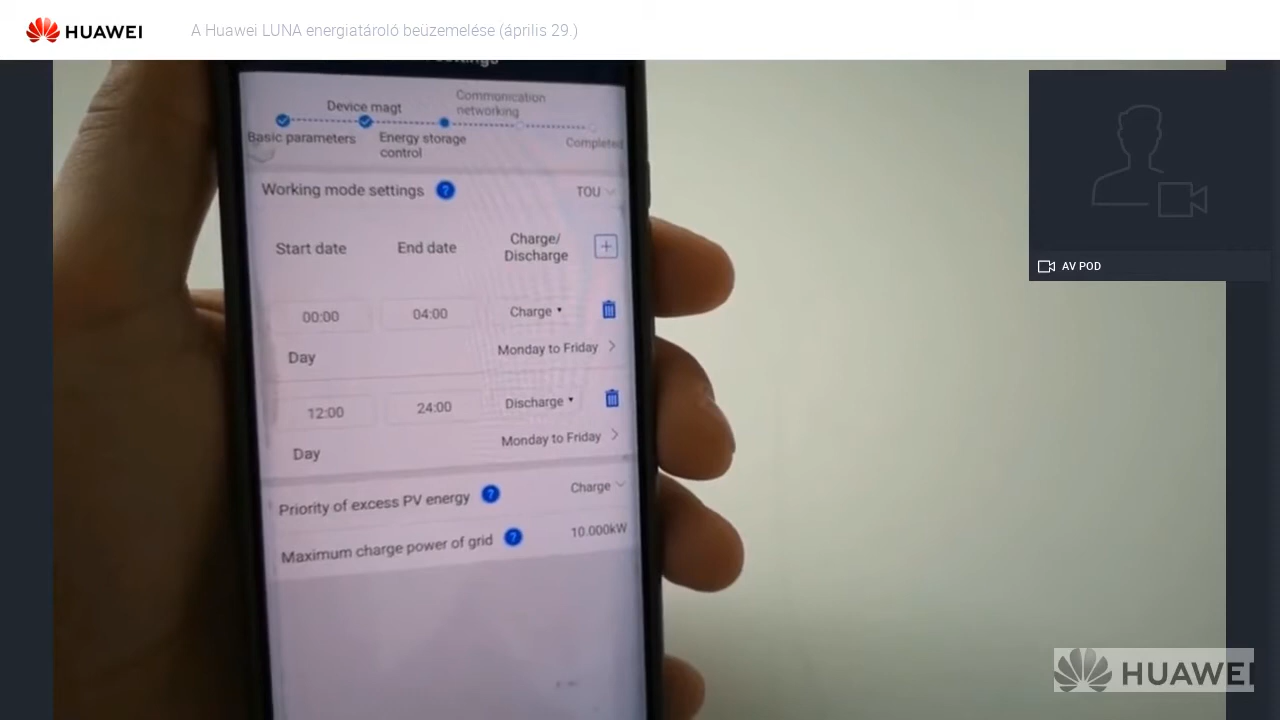 HUAWEI
A Huawei LUNA energiatároló beüzemelése (április 29.)
Device magt
Communication
networking
Basic parameters
Energy storage
control
Completed
Working mode settings ?
TOU
Start date
End date
Charge/
Discharge
+
00:00
04:00
Charge
Day
Monday to Friday
12:00
24:00
Discharge
Day
Monday to Friday
Priority of excess PV energy ?
Charge
Maximum charge power of grid ?
10.000kW
AV POD
HUAWEI